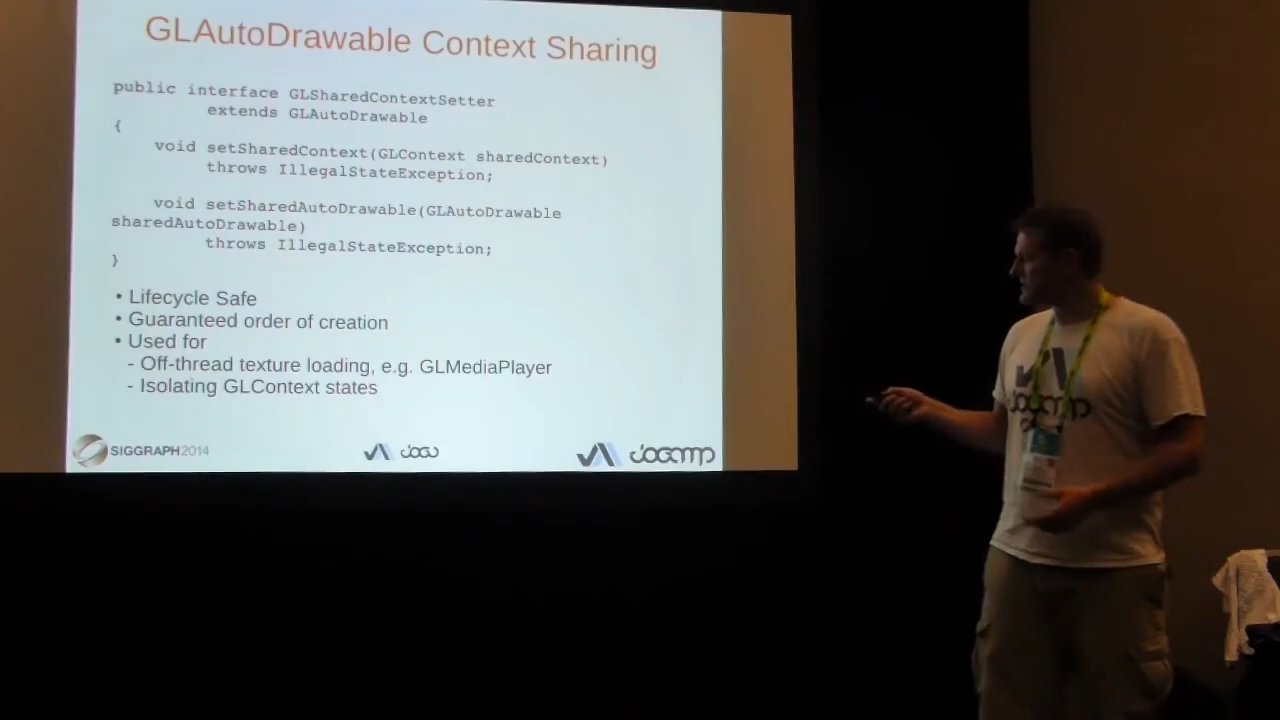 GLAutoDrawable Context Sharing
public interface GLSharedContextSetter
extends GLAutoDrawable
{
void setSharedContext(GLContext sharedContext)
throws IllegalStateException;
void setSharedAutoDrawable(GLAutoDrawable
sharedAutoDrawable)
throws IllegalStateException;
}
• Lifecycle Safe
• Guaranteed order of creation
• Used for
- Off-thread texture loading, e.g. GLMediaPlayer
- Isolating GLContext states
SIGGRAPH2014
JOGL
JogAmp
JogAmp